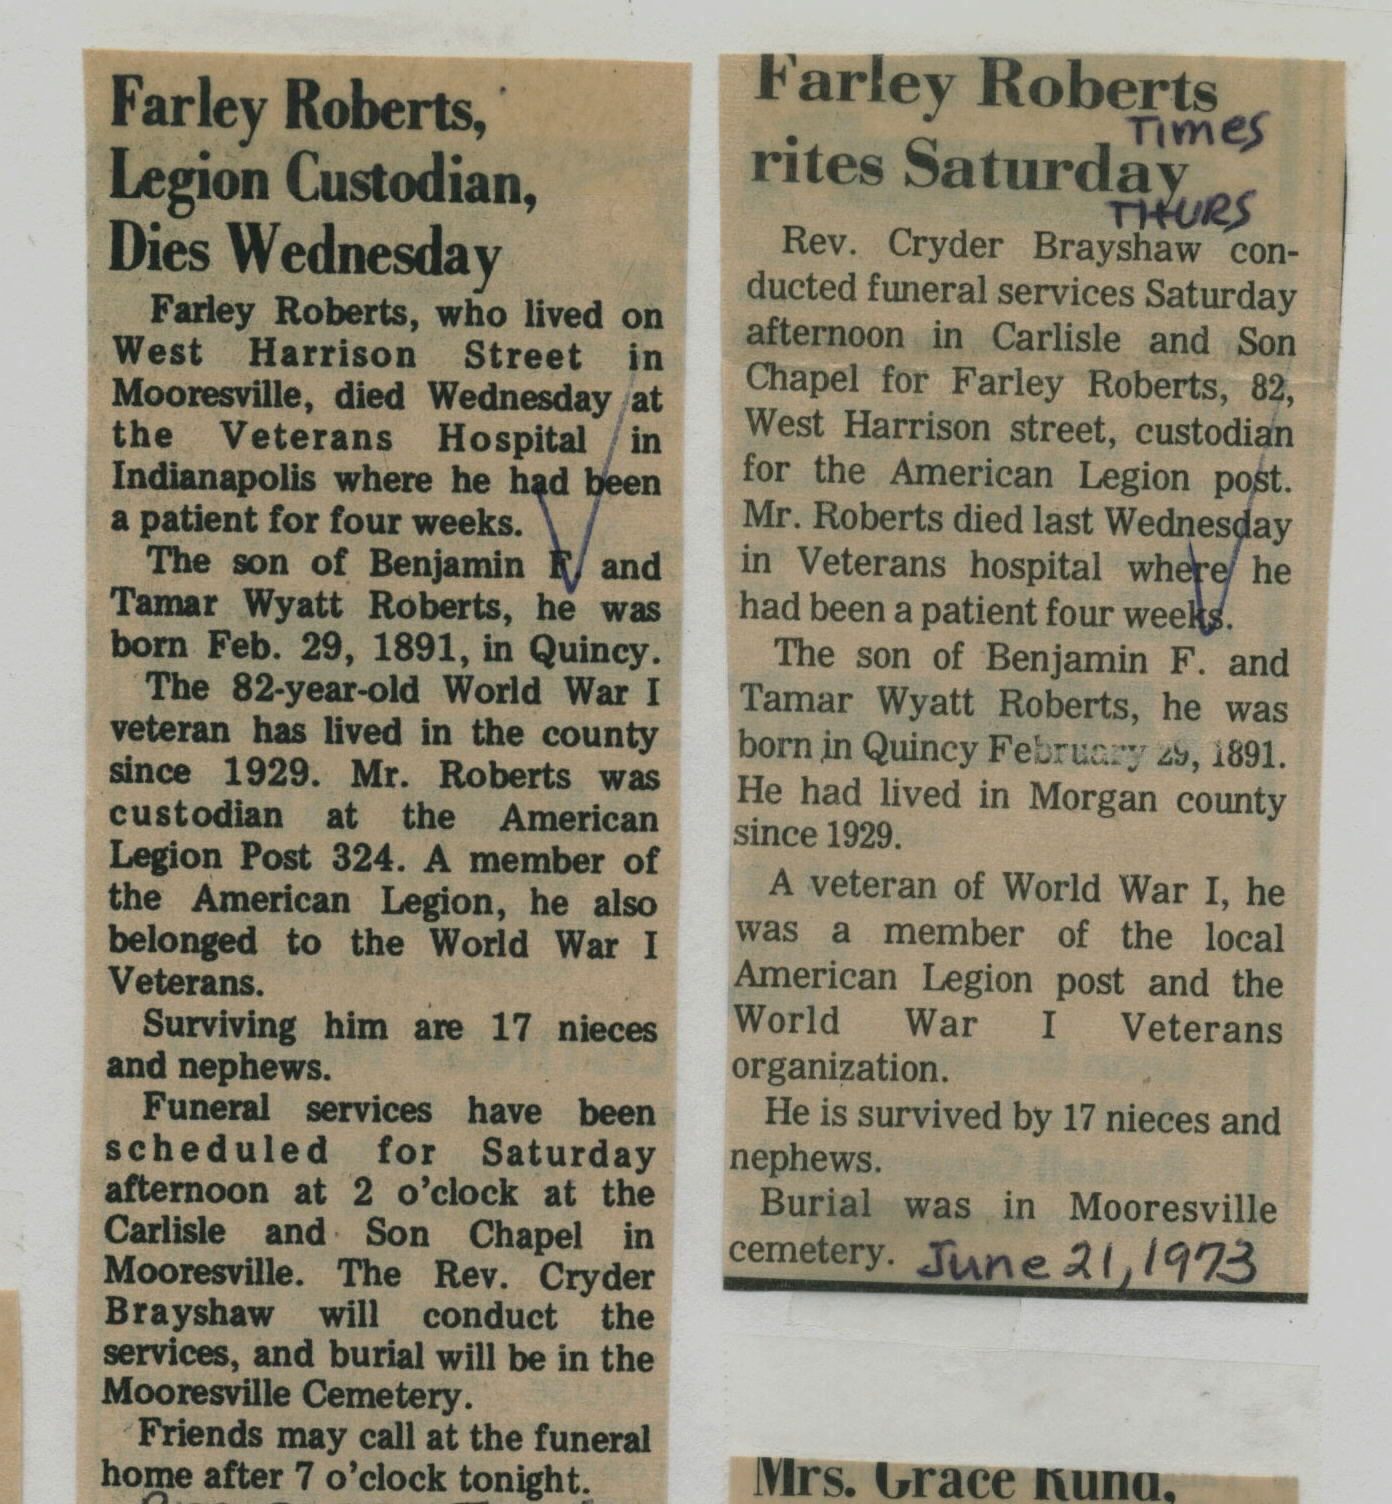 Farley Roberts,
Legion Custodian,
Dies Wednesday
Farley Roberts, who lived on
West Harrison Street in
Mooresville, died Wednesday at
the Veterans Hospital in
Indianapolis where he had been
a patient for four weeks.
The son of Benjamin F. and
Tamar Wyatt Roberts, he was
born Feb. 29, 1891, in Quincy.
The 82-year-old World War I
veteran has lived in the county
since 1929. Mr. Roberts was
custodian at the American
Legion Post 324. A member of
the American Legion, he also
belonged to the World War I
Veterans.
Surviving him are 17 nieces
and nephews.
Funeral services have been
scheduled for Saturday
afternoon at 2 o'clock at the
Carlisle and Son Chapel in
Mooresville. The Rev. Cryder
Brayshaw will conduct the
services, and burial will be in the
Mooresville Cemetery.
Friends may call at the funeral
home after 7 o'clock tonight.
Farley Roberts
Times
rites Saturday
THURS
Rev. Cryder Brayshaw con-
ducted funeral services Saturday
afternoon in Carlisle and Son
Chapel for Farley Roberts, 82,
West Harrison street, custodian
for the American Legion post.
Mr. Roberts died last Wednesday
in Veterans hospital where he
had been a patient four weeks.
The son of Benjamin F. and
Tamar Wyatt Roberts, he was
born in Quincy February 29, 1891.
He had lived in Morgan county
since 1929.
A veteran of World War I, he
was a member of the local
American Legion post and the
World War I Veterans
organization.
He is survived by 17 nieces and
nephews.
Burial was in Mooresville
cemetery. June 21, 1973
Mrs. Grace